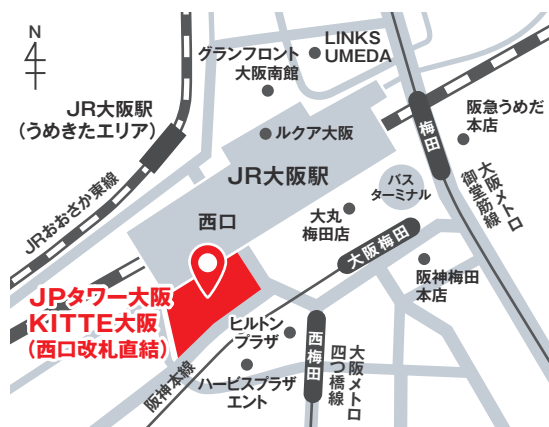 N
グランフロント
大阪南館
LINKS
UMEDA
JR大阪駅
(うめきたエリア)
ルクア大阪
梅田
阪急うめだ
本店
JRおおさか東線
JR大阪駅
バス
ターミナル
大阪メトロ
御堂筋線
西口
大丸
梅田店
大阪梅田
阪神梅田
本店
JPタワー大阪
KITTE大阪
(西口改札直結)
ヒルトン
プラザ
西梅田
大阪メトロ
四つ橋線
阪神本線
ハービスプラザ
エント